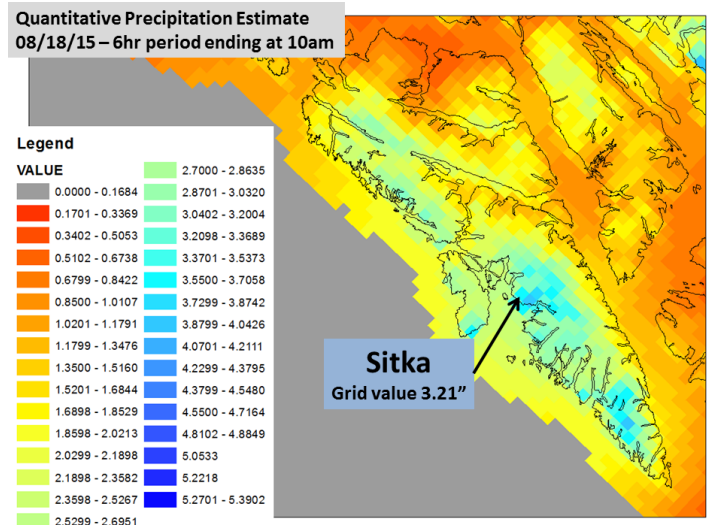 Quantitative Precipitation Estimate
08/18/15 – 6hr period ending at 10am
Legend
VALUE
0.0000 - 0.1684
0.1701 - 0.3369
0.3402 - 0.5053
0.5102 - 0.6738
0.6799 - 0.8422
0.8500 - 1.0107
1.0201 - 1.1791
1.1799 - 1.3476
1.3500 - 1.5160
1.5201 - 1.6844
1.6898 - 1.8529
1.8598 - 2.0213
2.0299 - 2.1898
2.1898 - 2.3582
2.3598 - 2.5267
2.5299 - 2.6951
2.7000 - 2.8635
2.8701 - 3.0320
3.0402 - 3.2004
3.2098 - 3.3689
3.3701 - 3.5373
3.5500 - 3.7058
3.7299 - 3.8742
3.8799 - 4.0426
4.0701 - 4.2111
4.2299 - 4.3795
4.3799 - 4.5480
4.5500 - 4.7164
4.8102 - 4.8849
5.0533
5.2218
5.2701 - 5.3902
Sitka
Grid value 3.21”